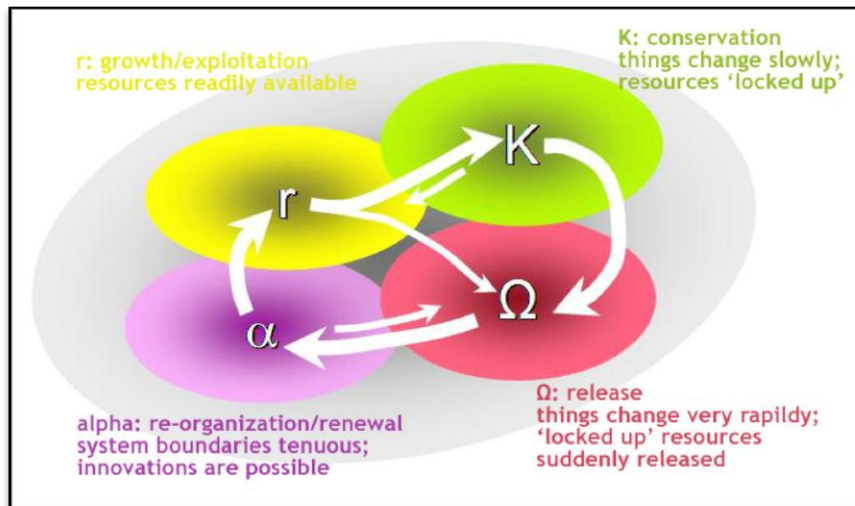 r: growth/exploitation
resources readily available
K: conservation
things change slowly;
resources ‘locked up’
K
r
Ω
α
alpha: re-organization/renewal
system boundaries tenuous;
innovations are possible
Ω: release
things change very rapildy;
‘locked up’ resources
suddenly released